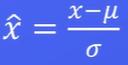 x̂ = (x−μ)/σ